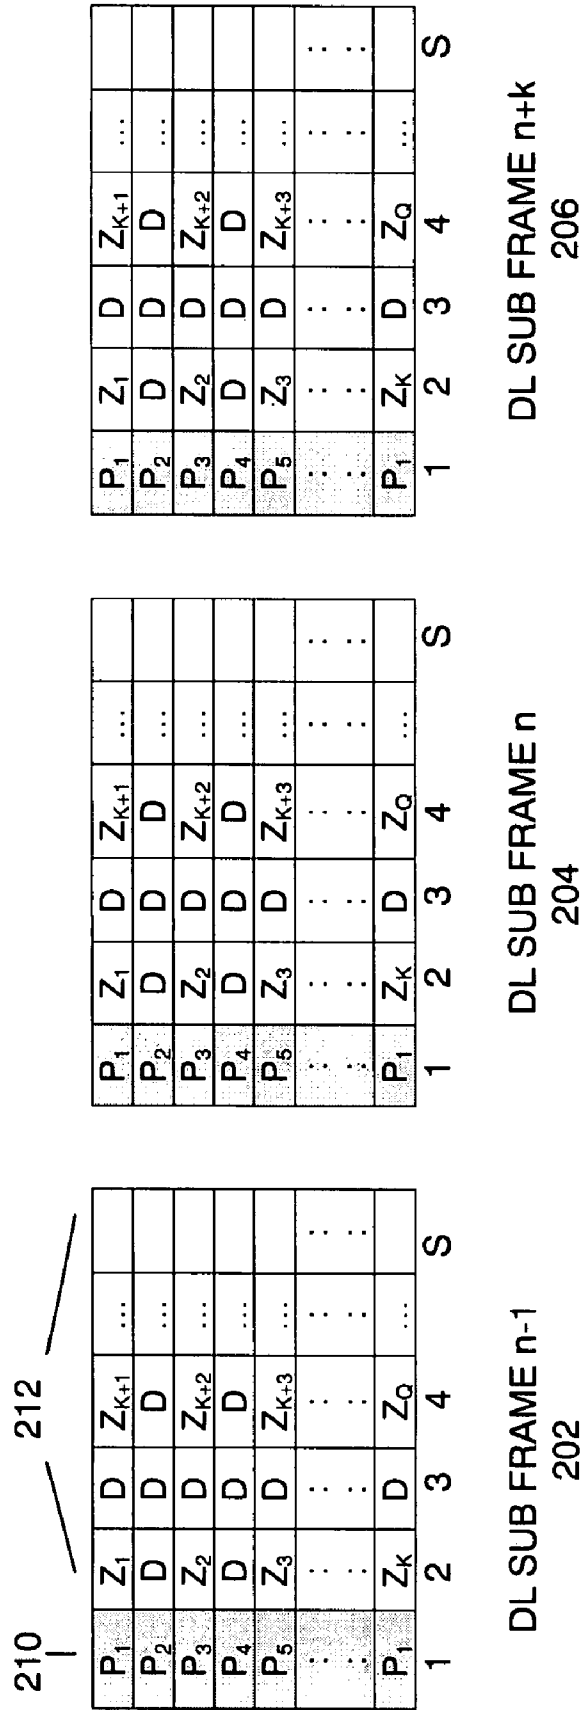 210 212
P1 Z1 D ZK+1 ...
P2 D D D ...
P3 Z2 D ZK+2 ...
P4 D D D ...
P5 Z3 D ZK+3 ...
: : : : : : : : : : : :
P1 ZK D ZQ ...
1 2 3 4 S
DL SUB FRAME n-1
202
P1 Z1 D ZK+1 ...
P2 D D D ...
P3 Z2 D ZK+2 ...
P4 D D D ...
P5 Z3 D ZK+3 ...
: : : : : : : : : : : :
P1 ZK D ZQ ...
1 2 3 4 S
DL SUB FRAME n
204
P1 Z1 D ZK+1 ...
P2 D D D ...
P3 Z2 D ZK+2 ...
P4 D D D ...
P5 Z3 D ZK+3 ...
: : : : : : : : : : : :
P1 ZK D ZQ ...
1 2 3 4 S
DL SUB FRAME n+k
206